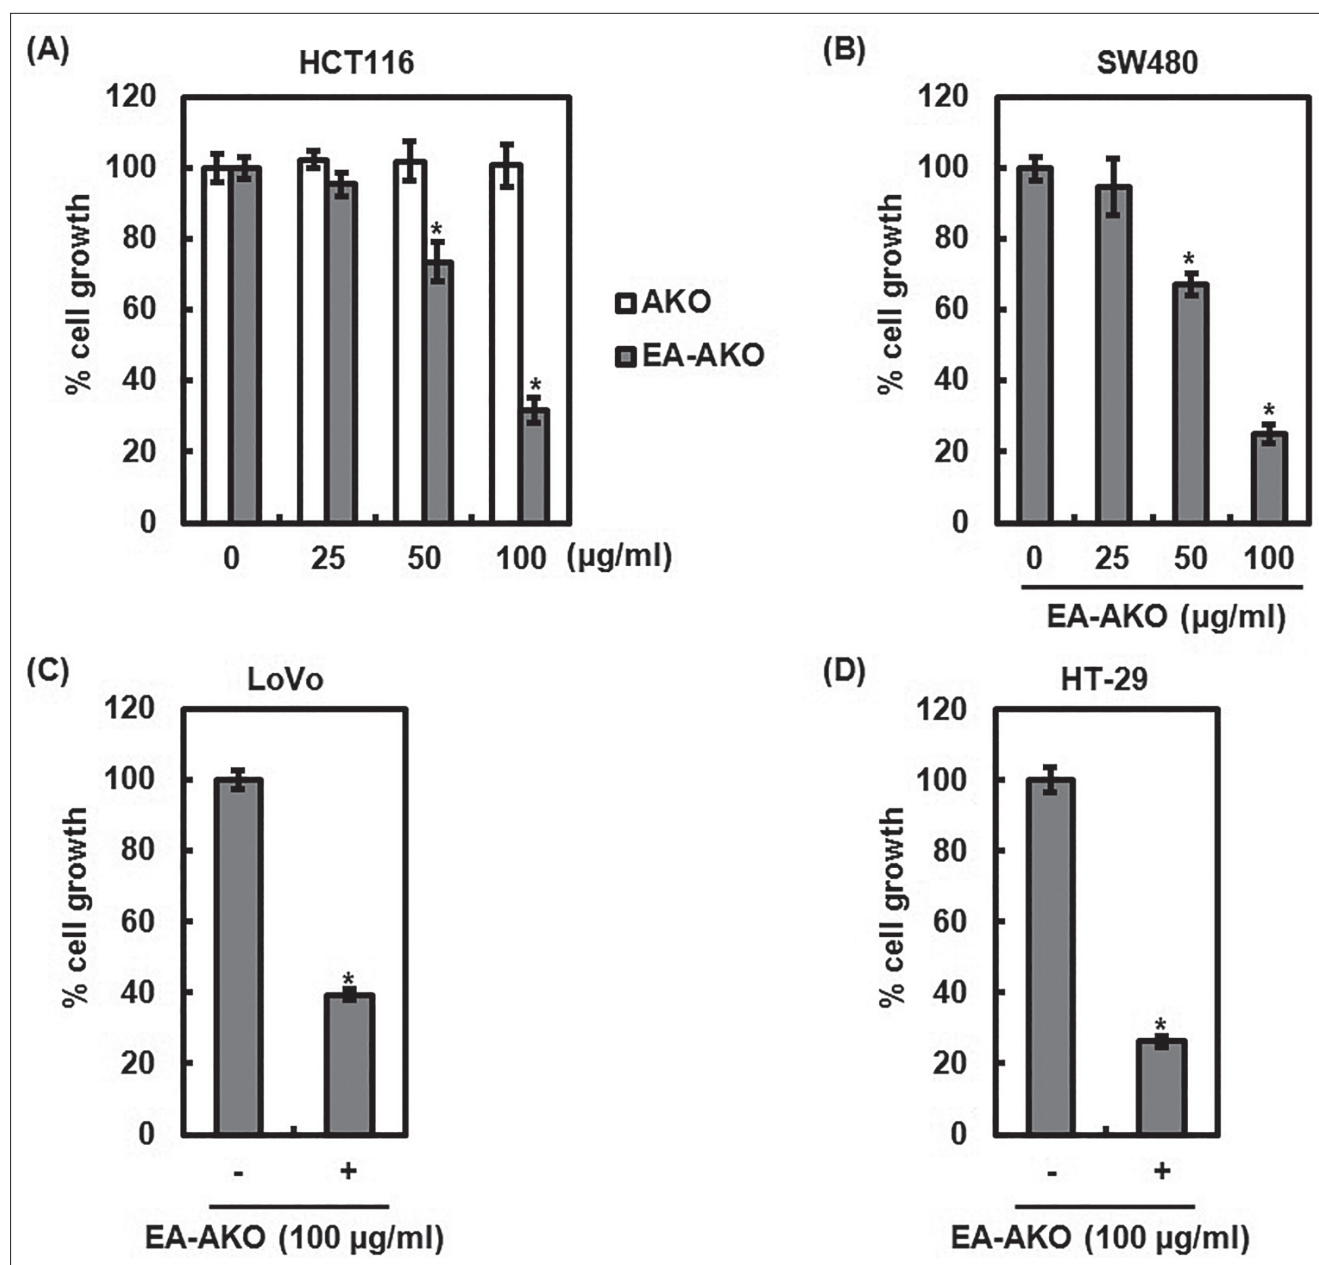 (A)
HCT116
120
100
80
60
40
20
0
% cell growth
*
*
0 25 50 100 (µg/ml)
AKO
EA-AKO
(B)
SW480
120
100
80
60
40
20
0
% cell growth
*
*
0 25 50 100
EA-AKO (µg/ml)
(C)
LoVo
120
100
80
60
40
20
0
% cell growth
*
- +
EA-AKO (100 µg/ml)
(D)
HT-29
120
100
80
60
40
20
0
% cell growth
*
- +
EA-AKO (100 µg/ml)